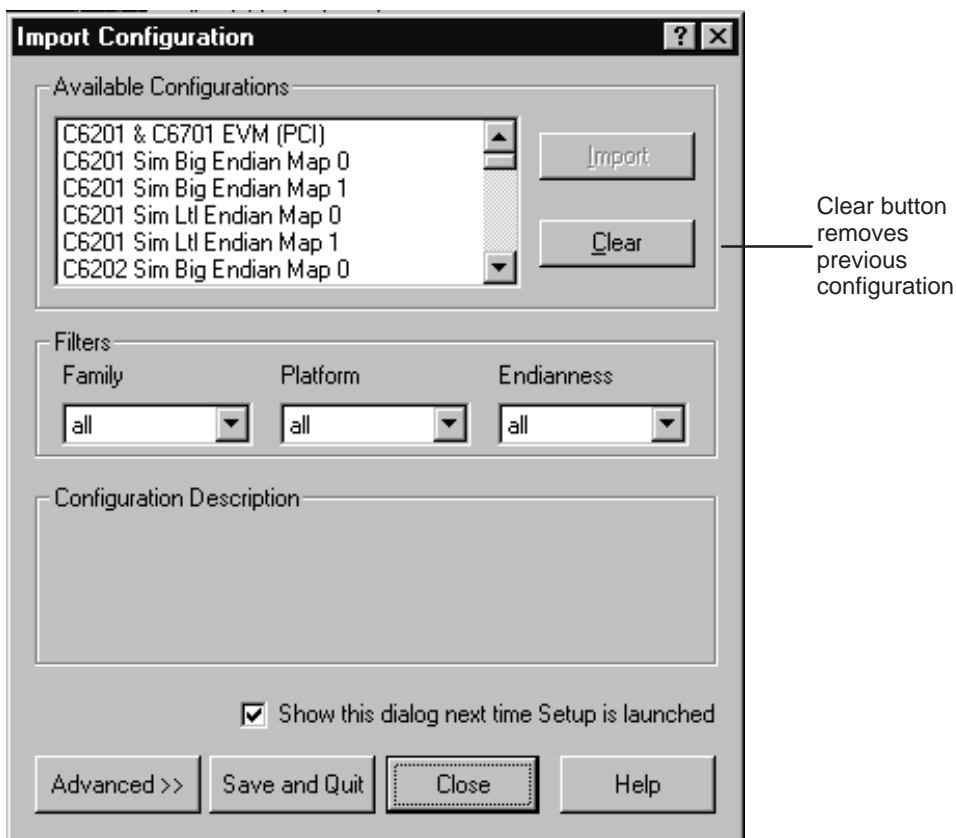 Import Configuration
Available Configurations
C6201 & C6701 EVM (PCI)
C6201 Sim Big Endian Map 0
C6201 Sim Big Endian Map 1
C6201 Sim Ltl Endian Map 0
C6201 Sim Ltl Endian Map 1
C6202 Sim Big Endian Map 0
Import
Clear
Clear button
removes
previous
configuration
Filters
Family Platform Endianness
all all all
Configuration Description
Show this dialog next time Setup is launched
Advanced >> Save and Quit Close Help